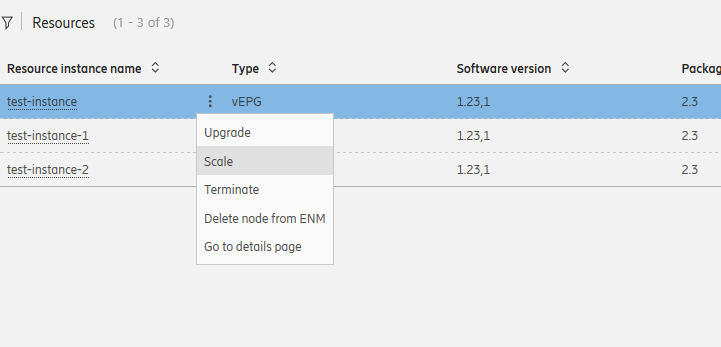 Resources (1 - 3 of 3)
Resource instance name Type Software version Packag
test-instance vEPG 1.23,1 2.3
test-instance-1 1.23,1 2.3
test-instance-2 1.23,1 2.3
Upgrade
Scale
Terminate
Delete node from ENM
Go to details page